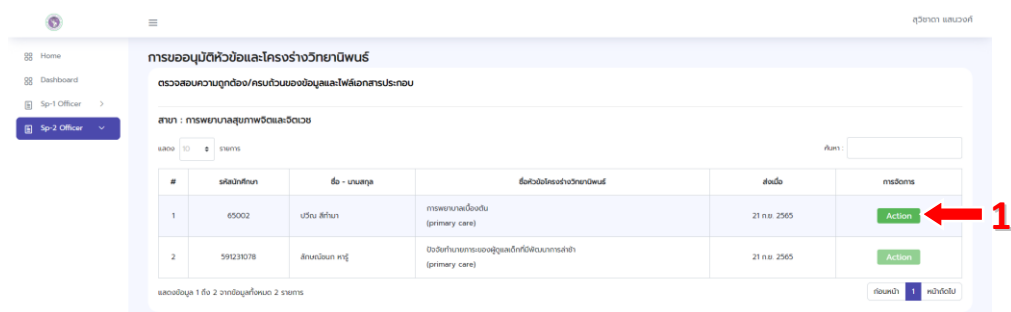 สุวิชาดา แสนวงศ์
Home
Dashboard
Sp-1 Officer
Sp-2 Officer
การขออนุมัติหัวข้อและโครงร่างวิทยานิพนธ์
ตรวจสอบความถูกต้อง/ครบถ้วนของข้อมูลและไฟล์เอกสารประกอบ
สาขา : การพยาบาลสุขภาพจิตและจิตเวช
แสดง 10 รายการ
ค้นหา :
# รหัสนักศึกษา ชื่อ - นามสกุล ชื่อหัวข้อโครงร่างวิทยานิพนธ์ ส่งเมื่อ การจัดการ
1 65002 ปวีณ สีทำมา การพยาบาลเบื้องต้น 21 ก.ย. 2565 Action 1
(primary care)
2 591231078 ลักษณ์ชนก หารู้ ปัจจัยทำนายภาระของผู้ดูแลเด็กที่มีพัฒนาการล่าช้า 21 ก.ย. 2565 Action
(primary care)
แสดงข้อมูล 1 ถึง 2 จากข้อมูลทั้งหมด 2 รายการ
ก่อนหน้า 1 หน้าถัดไป